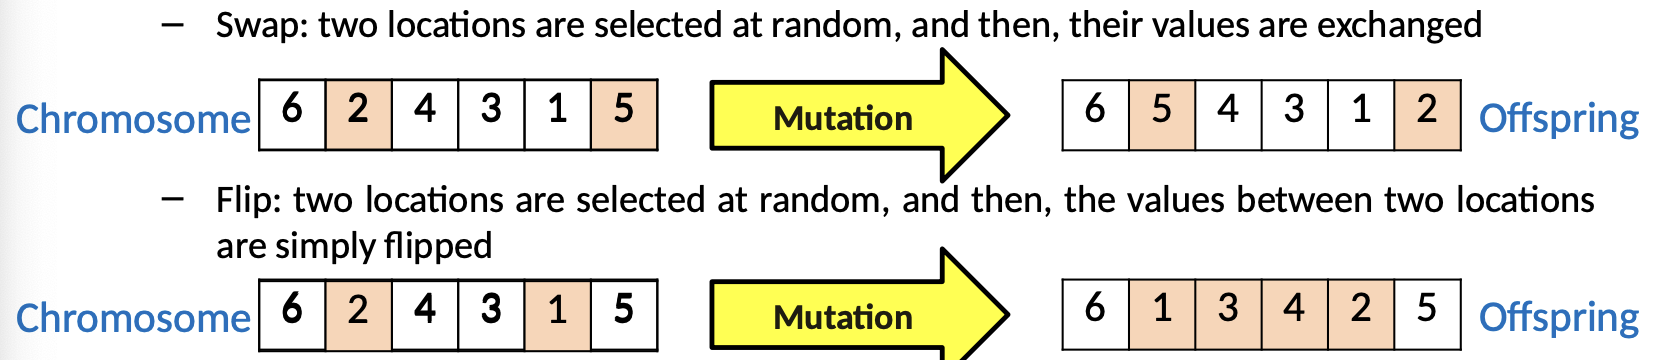 – Swap: two locations are selected at random, and then, their values are exchanged
Chromosome 6 2 4 3 1 5 Mutation 6 5 4 3 1 2 Offspring
– Flip: two locations are selected at random, and then, the values between two locations
are simply flipped
Chromosome 6 2 4 3 1 5 Mutation 6 1 3 4 2 5 Offspring